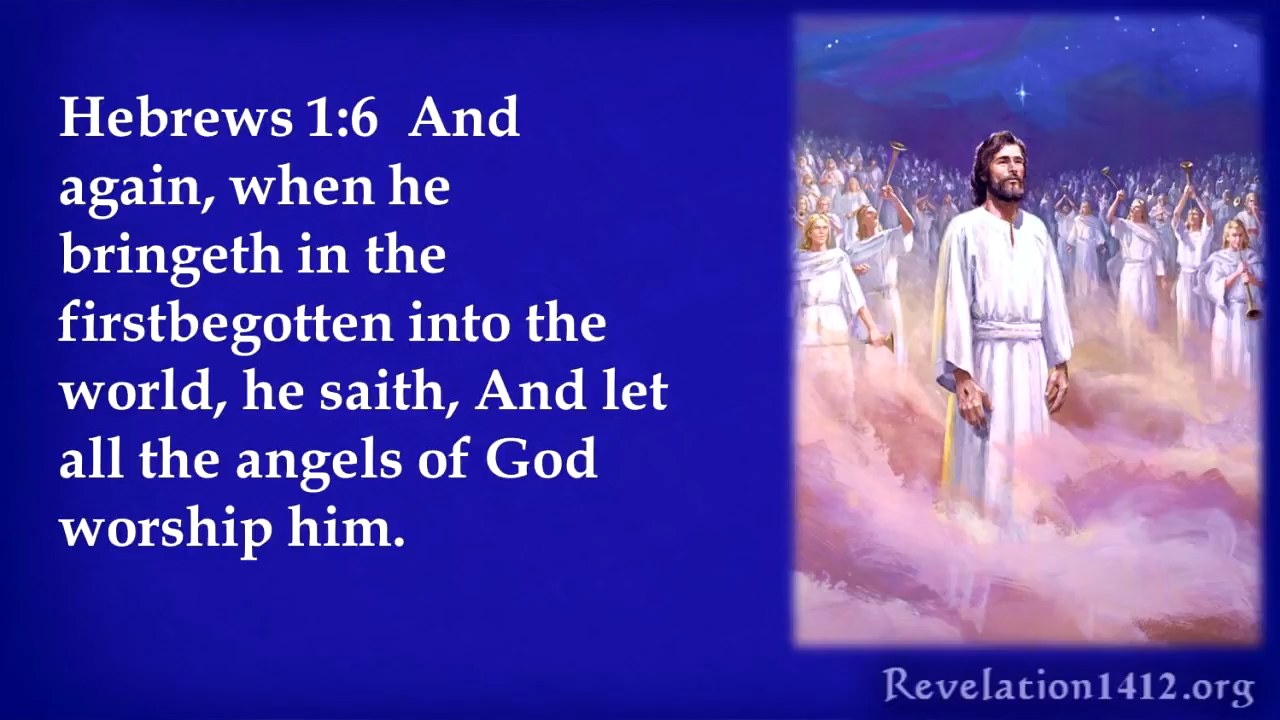 Hebrews 1:6  And
again, when he
bringeth in the
firstbegotten into the
world, he saith, And let
all the angels of God
worship him.
Revelation1412.org